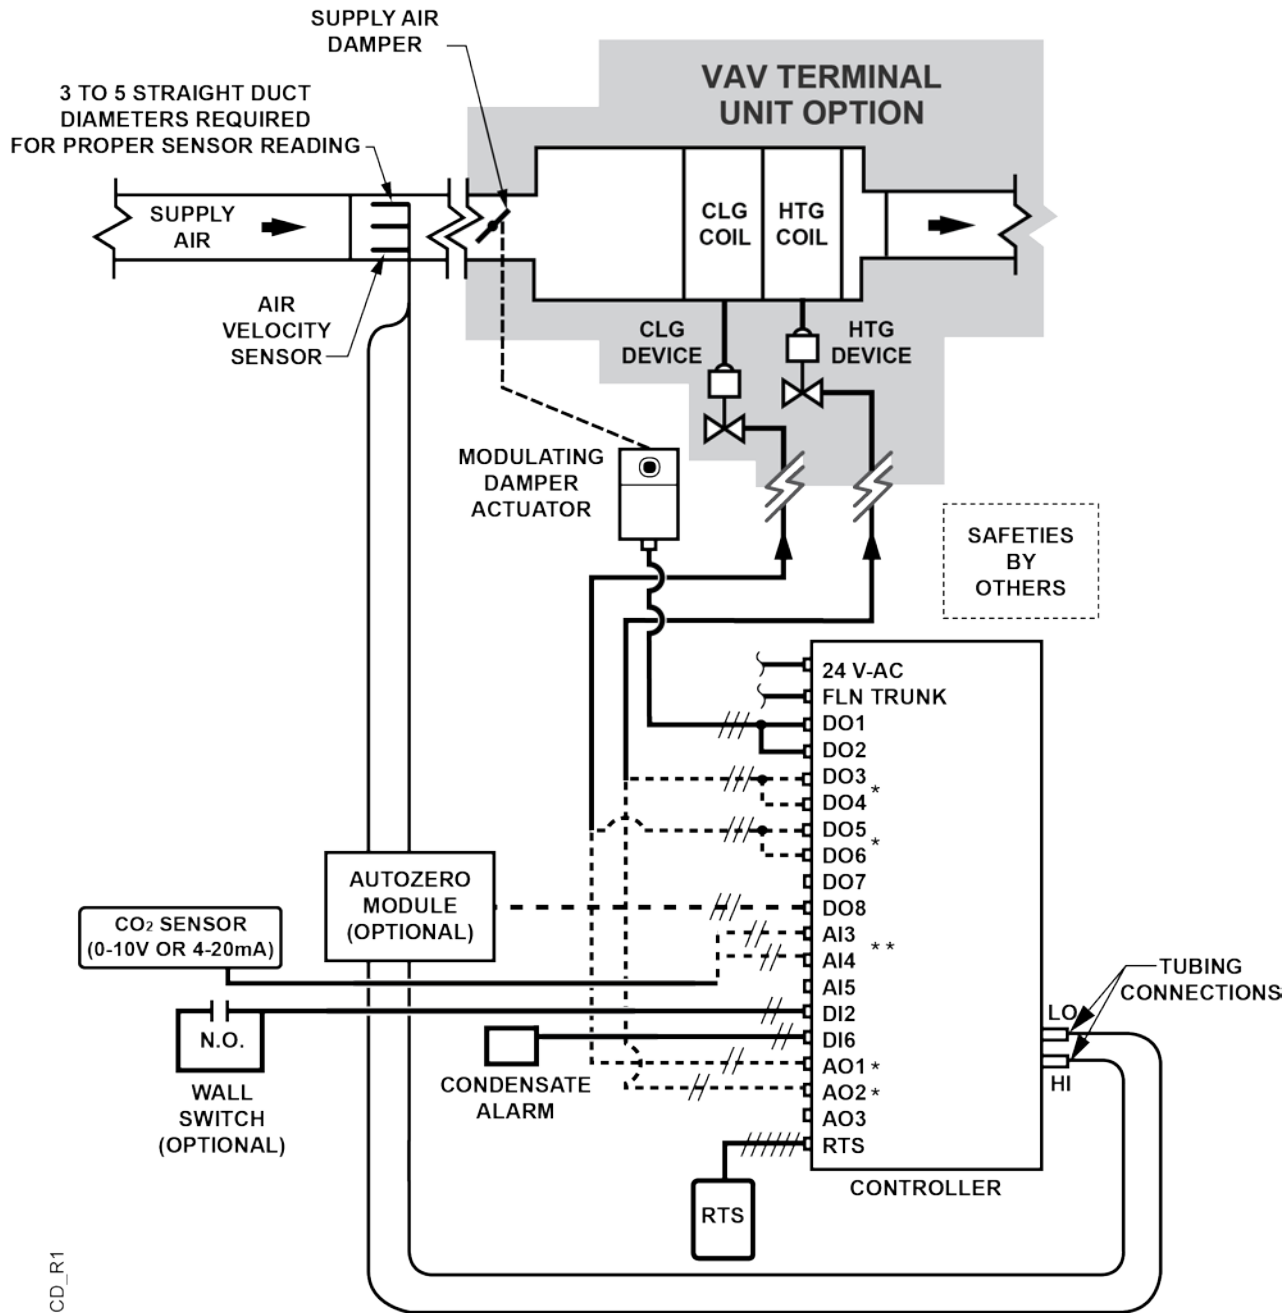 SUPPLY AIR
DAMPER
VAV TERMINAL
UNIT OPTION
3 TO 5 STRAIGHT DUCT
DIAMETERS REQUIRED
FOR PROPER SENSOR READING
SUPPLY
AIR
CLG
COIL
HTG
COIL
AIR
VELOCITY
SENSOR
CLG
DEVICE
HTG
DEVICE
MODULATING
DAMPER
ACTUATOR
SAFETIES
BY
OTHERS
24 V-AC
FLN TRUNK
DO1
DO2
DO3
DO4 *
DO5
DO6 *
DO7
DO8
AI3
AI4 **
AI5
DI2
DI6
AO1 *
AO2 *
AO3
RTS
CONTROLLER
AUTOZERO
MODULE
(OPTIONAL)
CO2 SENSOR
(0-10V OR 4-20mA)
N.O.
WALL
SWITCH
(OPTIONAL)
CONDENSATE
ALARM
TUBING
CONNECTIONS
LO
HI
RTS
CD_R1